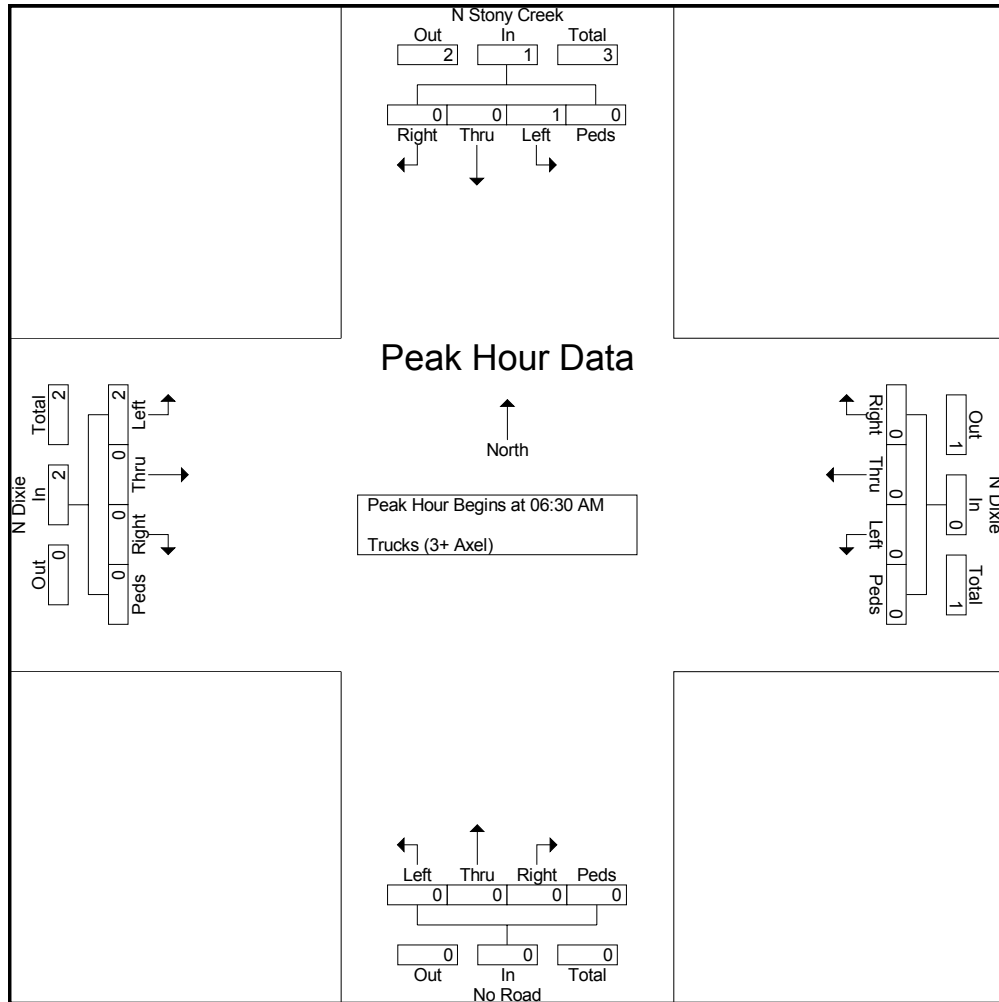 N Stony Creek
Out In Total
2 1 3
0 0 1 0
Right Thru Left Peds
Peak Hour Data
North
Peak Hour Begins at 06:30 AM
Trucks (3+ Axel)
N Dixie
Total In Out
2 2 0
2 0 0 0
Left Thru Right Peds
Right Thru Left Peds
0 0 0 0
Out In Total
1 0 1
N Dixie
Left Thru Right Peds
0 0 0 0
0 0 0
Out In Total
No Road